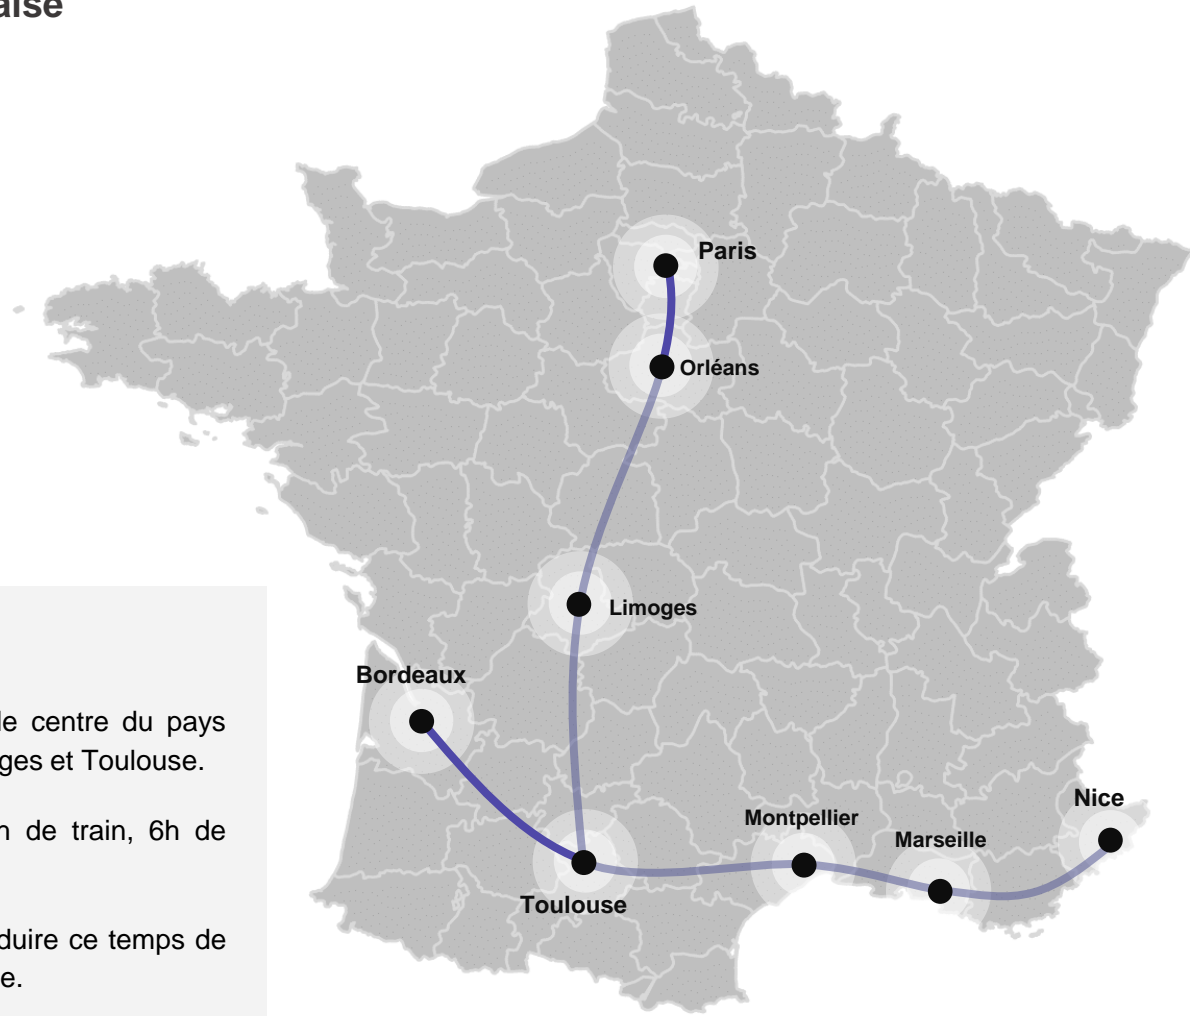 aise
Paris
Orléans
Limoges
Bordeaux
le centre du pays
ges et Toulouse.
Nice
Montpellier
n de train, 6h de
Marseille
Toulouse
duire ce temps de
e.